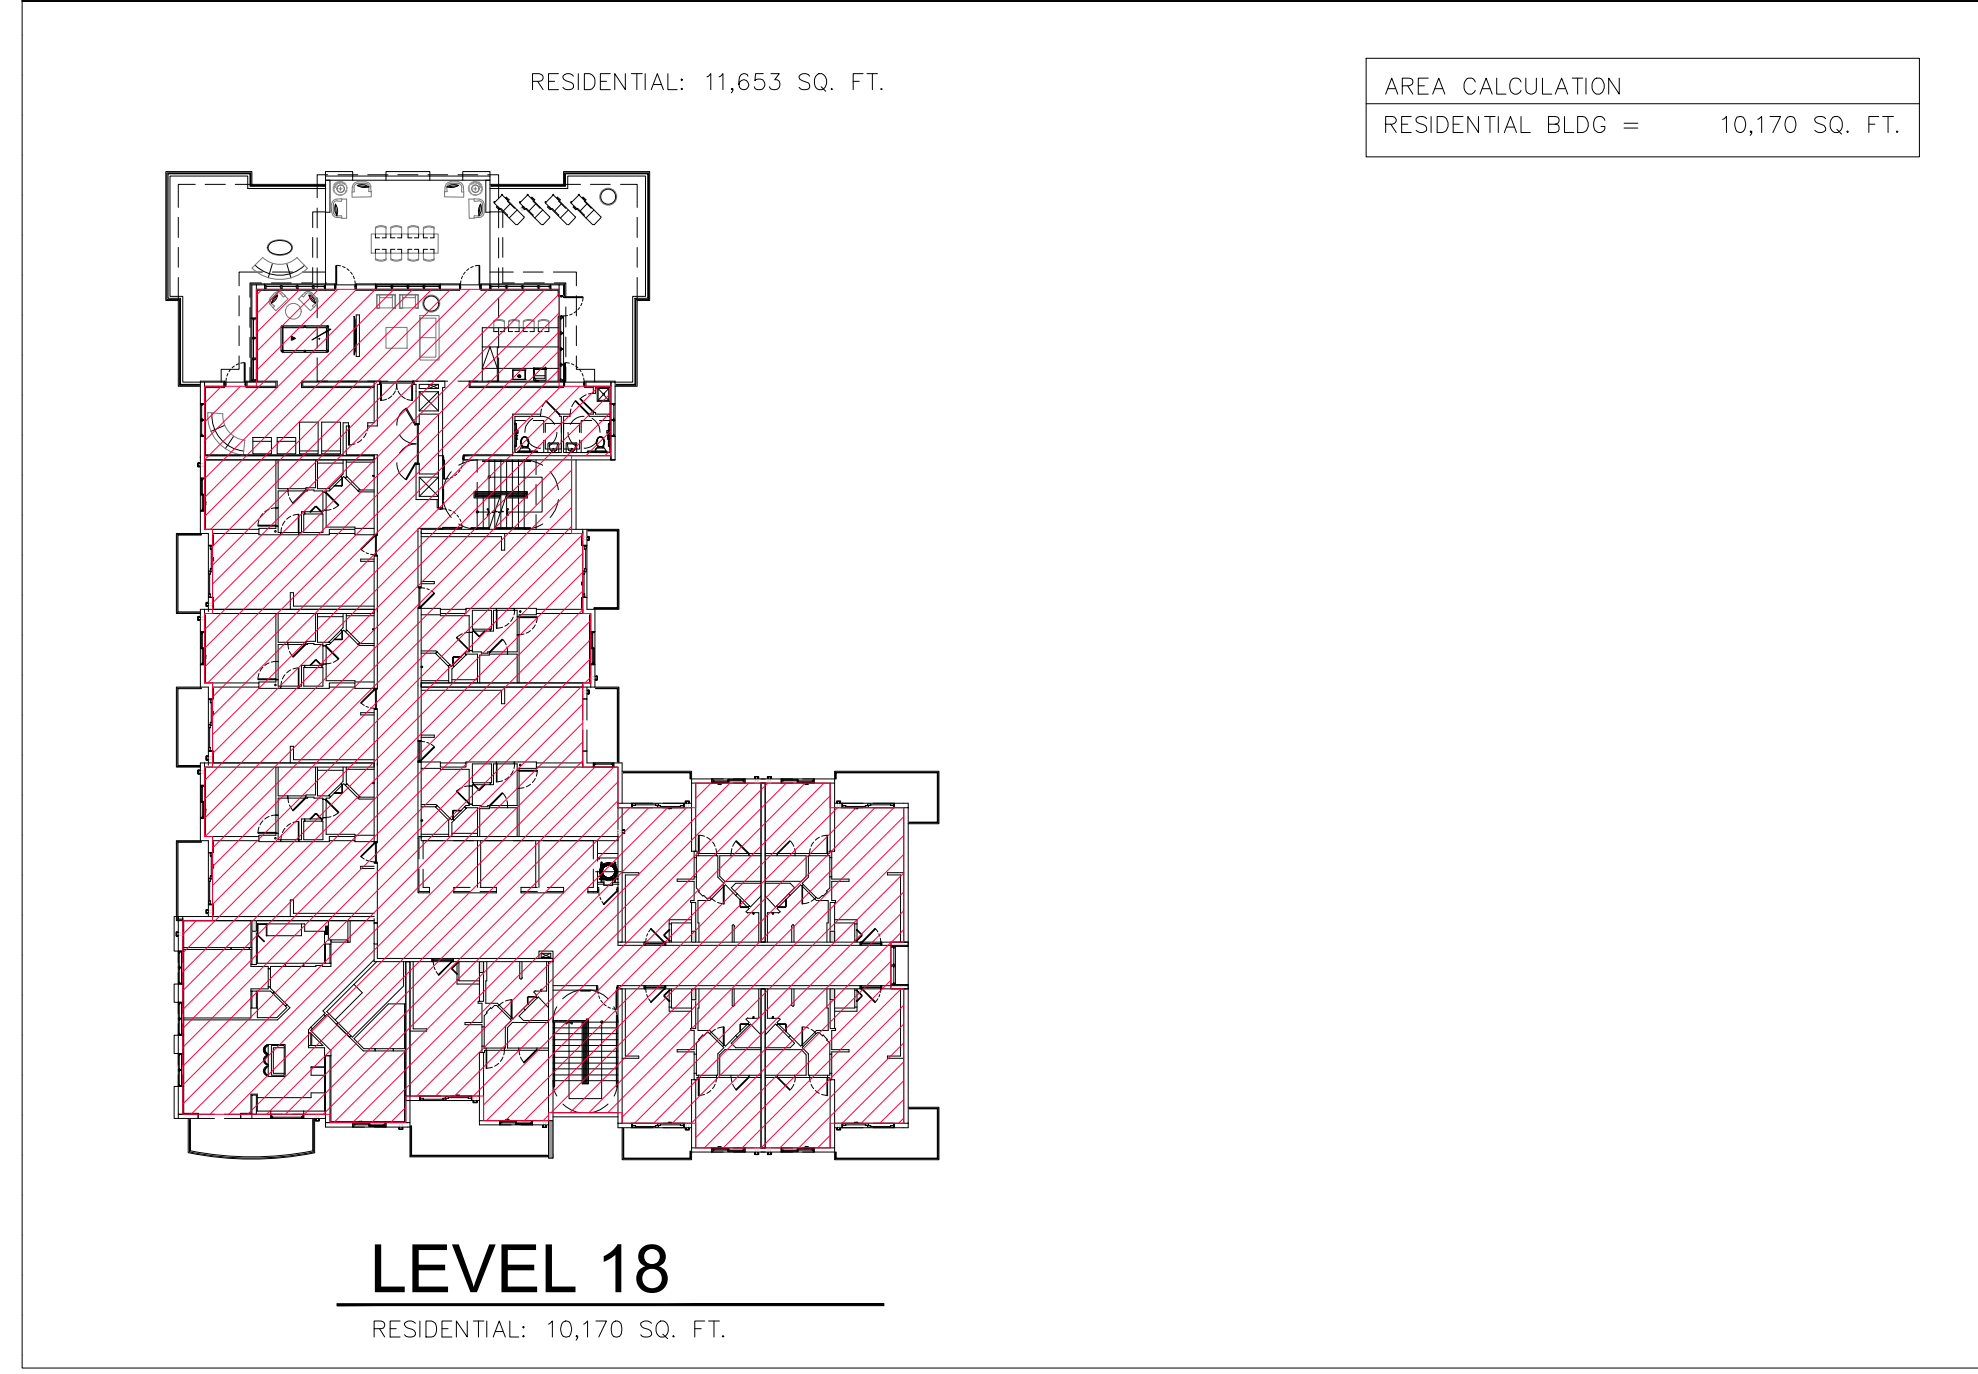 RESIDENTIAL: 11,653 SQ. FT.
AREA CALCULATION
RESIDENTIAL BLDG = 10,170 SQ. FT.
LEVEL 18
RESIDENTIAL: 10,170 SQ. FT.